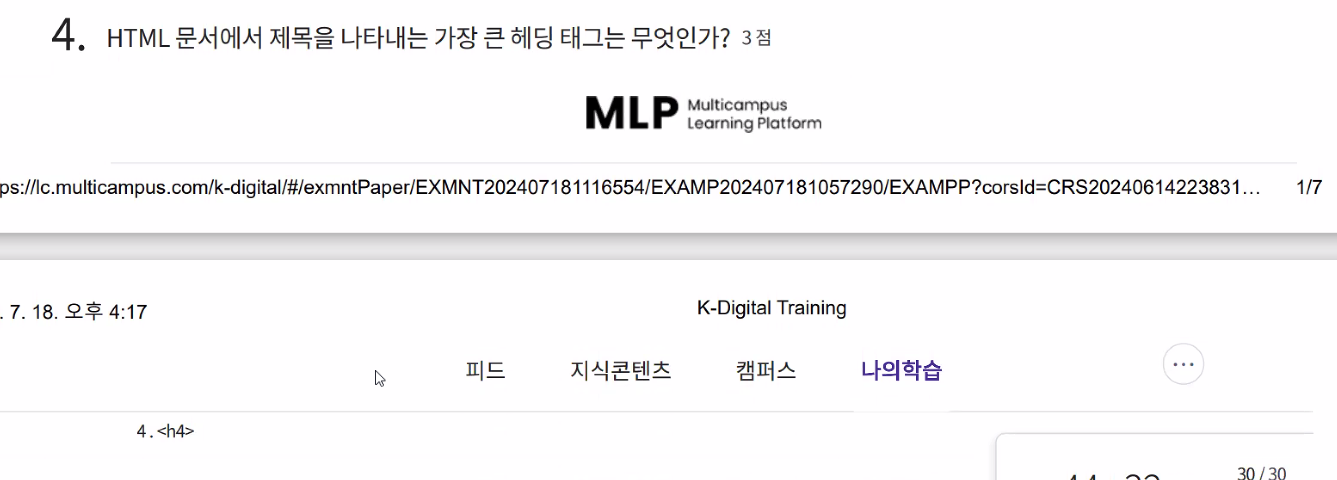 4. HTML 문서에서 제목을 나타내는 가장 큰 헤딩 태그는 무엇인가? 3 점
MLP Multicampus
Learning Platform
ps://lc.multicampus.com/k-digital/#/exmntPaper/EXMNT202407181116554/EXAMP202407181057290/EXAMPP?corsId=CRS20240614223831… 1/7
. 7. 18. 오후 4:17 K-Digital Training
피드 지식콘텐츠 캠퍼스 나의학습 ...
4.<h4>
30 / 30